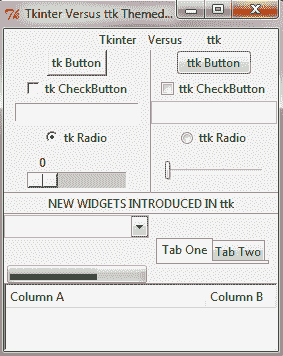 Tkinter Versus ttk Themed...
Tkinter Versus ttk
tk Button ttk Button
tk CheckButton ttk CheckButton
tk Radio ttk Radio
0
NEW WIDGETS INTRODUCED IN ttk
Tab One Tab Two
Column A Column B